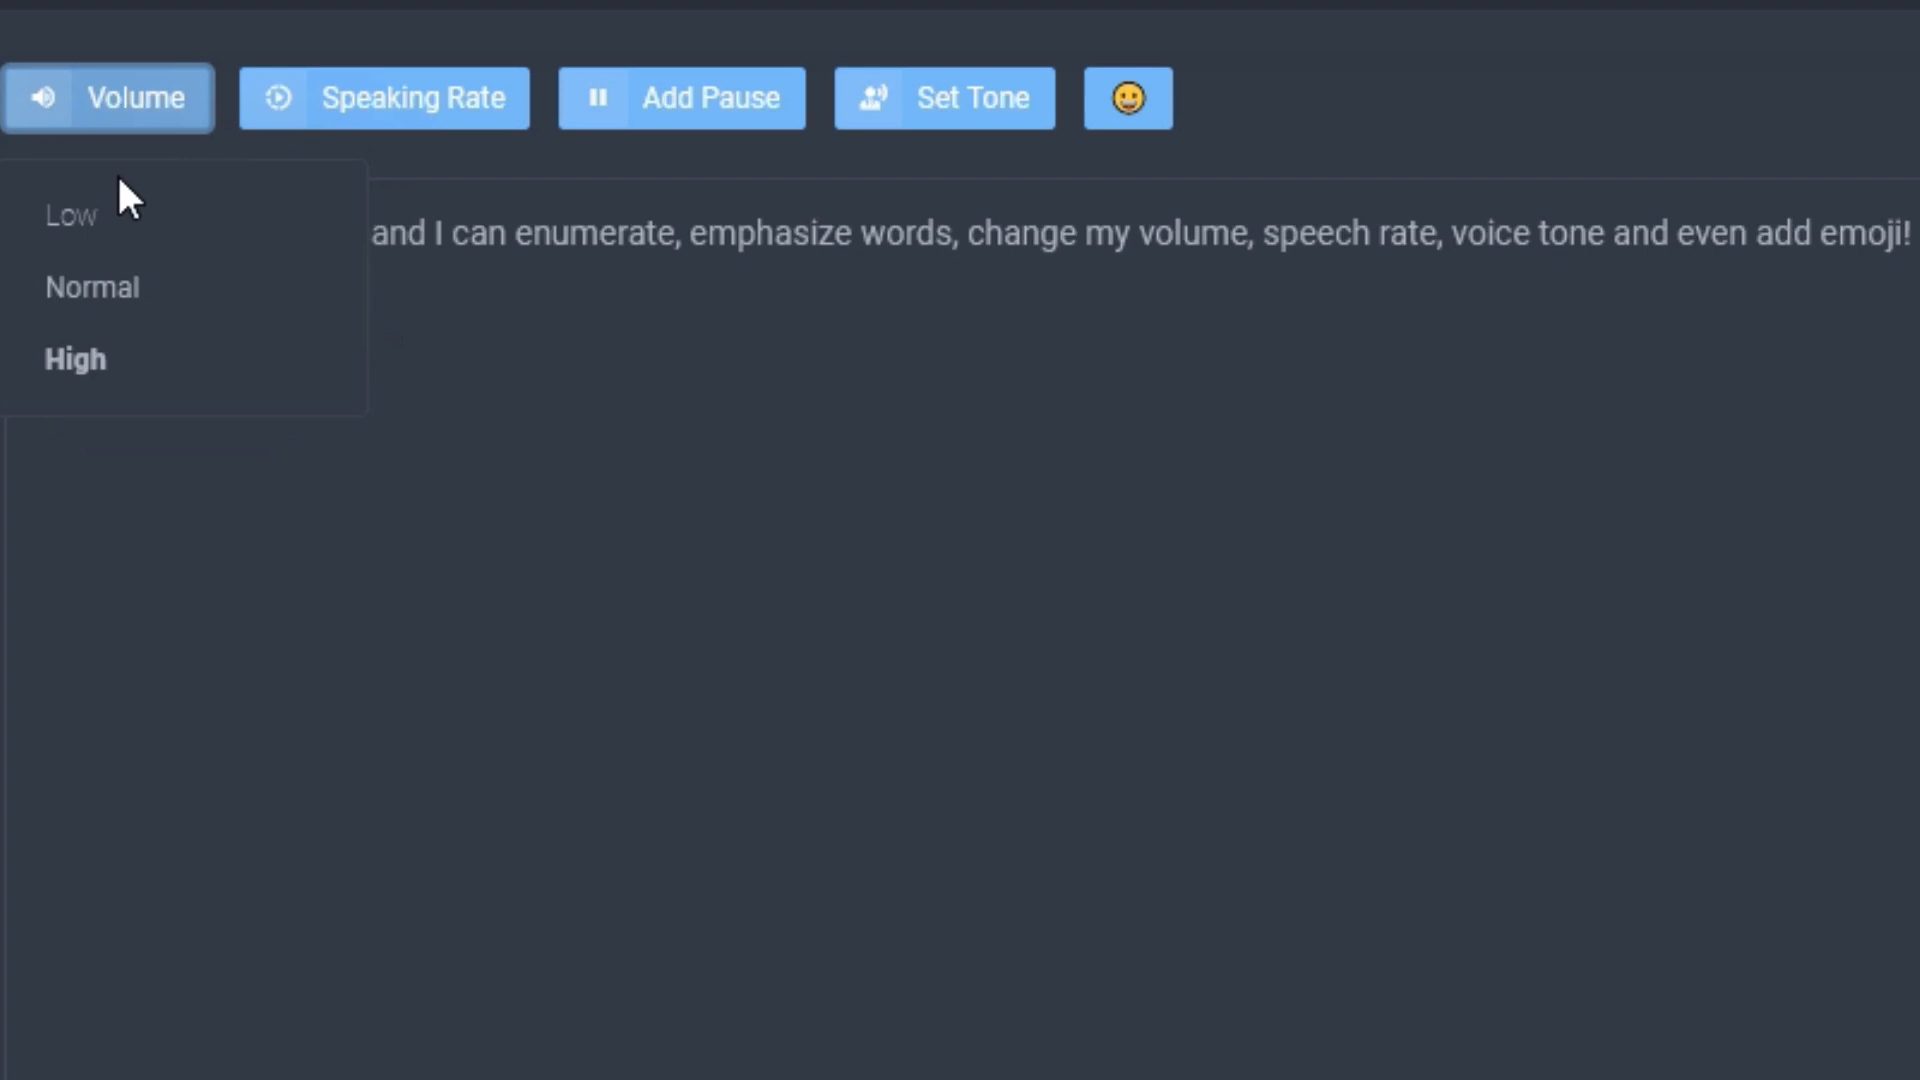 Volume Speaking Rate Add Pause Set Tone
Low
and I can enumerate, emphasize words, change my volume, speech rate, voice tone and even add emoji!
Normal
High